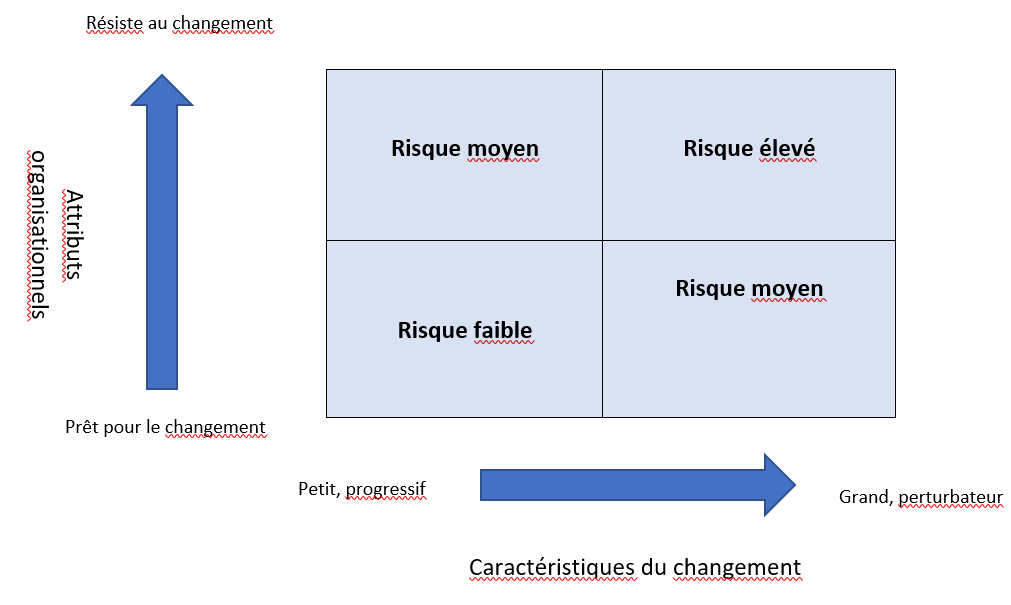 Résiste au changement
Risque moyen
Risque élevé
Attributs
organisationnels
Risque moyen
Risque faible
Prêt pour le changement
Petit, progressif
Grand, perturbateur
Caractéristiques du changement